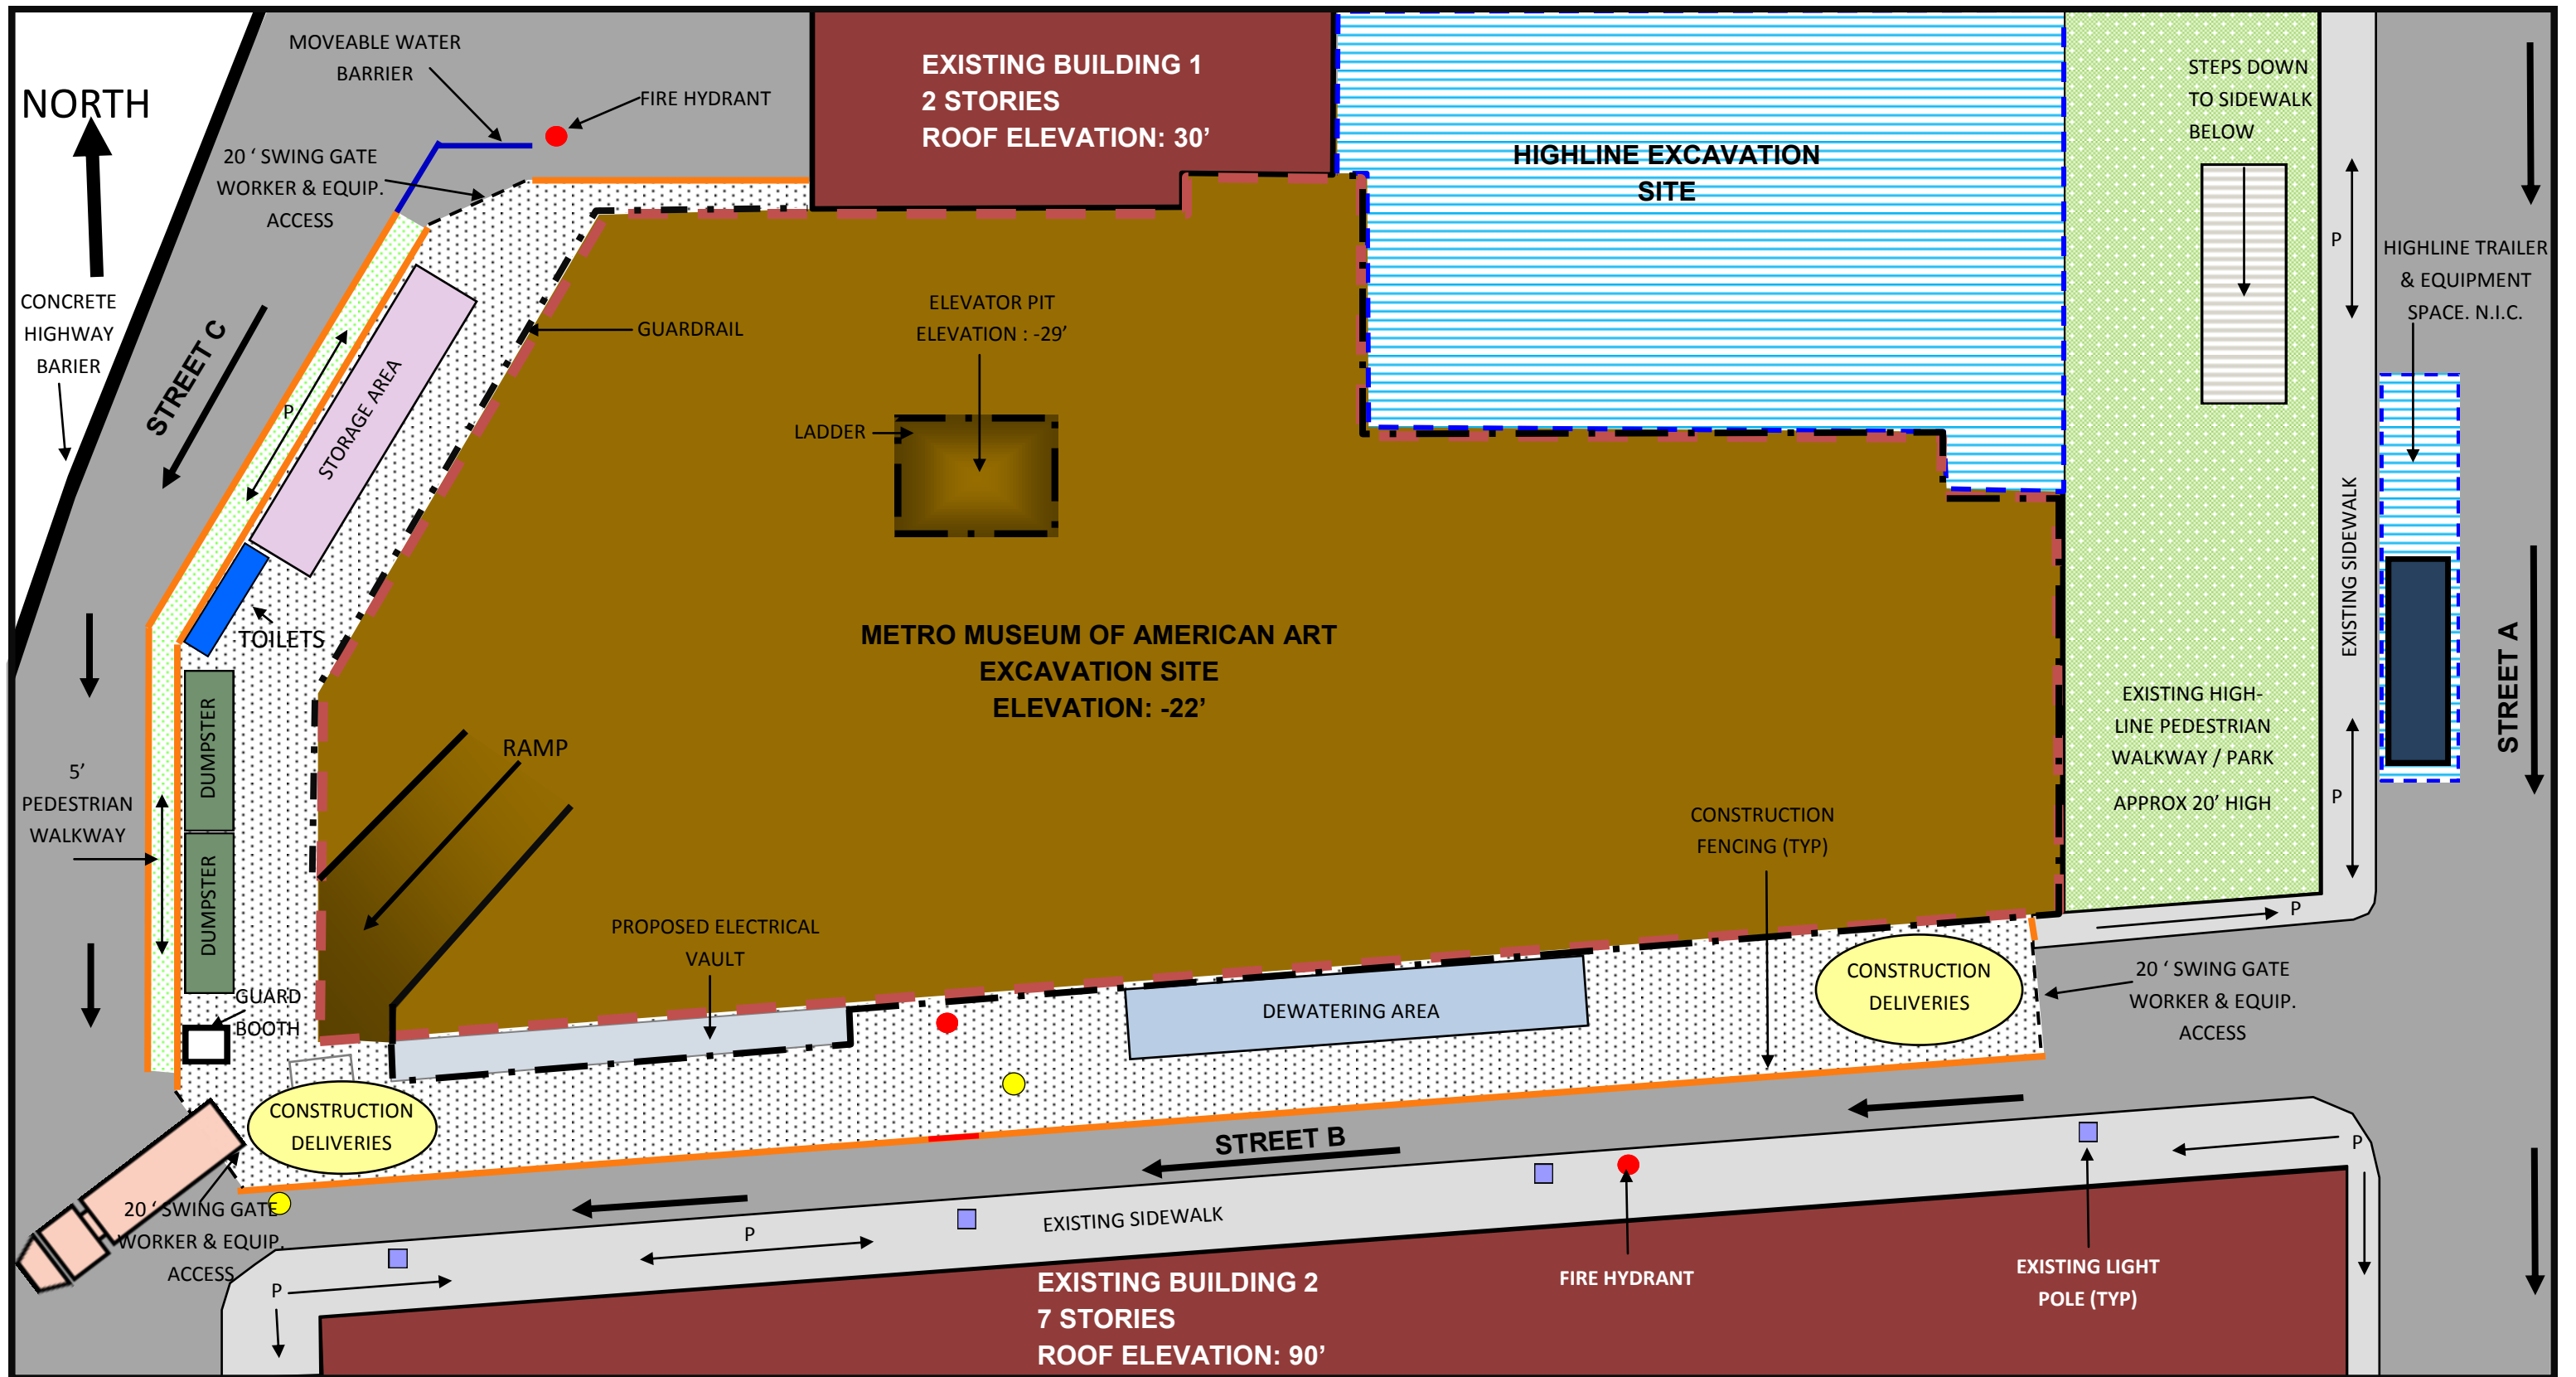 NORTH
MOVEABLE WATER
BARRIER
FIRE HYDRANT
20 ‘ SWING GATE
WORKER & EQUIP.
ACCESS
CONCRETE
HIGHWAY
BARIER
STREET C
P
STORAGE AREA
TOILETS
DUMPSTER
DUMPSTER
5’
PEDESTRIAN
WALKWAY
GUARD
BOOTH
CONSTRUCTION
DELIVERIES
20 ‘ SWING GATE
WORKER & EQUIP.
ACCESS
EXISTING BUILDING 1
2 STORIES
ROOF ELEVATION: 30’
GUARDRAIL
ELEVATOR PIT
ELEVATION : -29’
LADDER
METRO MUSEUM OF AMERICAN ART
EXCAVATION SITE
ELEVATION: -22’
RAMP
PROPOSED ELECTRICAL
VAULT
HIGHLINE EXCAVATION
SITE
CONSTRUCTION
FENCING (TYP)
DEWATERING AREA
CONSTRUCTION
DELIVERIES
20 ‘ SWING GATE
WORKER & EQUIP.
ACCESS
STEPS DOWN
TO SIDEWALK
BELOW
P
HIGHLINE TRAILER
& EQUIPMENT
SPACE. N.I.C.
EXISTING SIDEWALK
STREET A
EXISTING HIGH-
LINE PEDESTRIAN
WALKWAY / PARK
APPROX 20’ HIGH
P
P
STREET B
EXISTING SIDEWALK
P
P
P
EXISTING BUILDING 2
7 STORIES
ROOF ELEVATION: 90’
FIRE HYDRANT
EXISTING LIGHT
POLE (TYP)